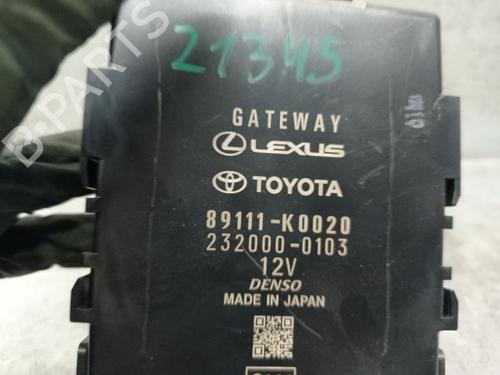 21345
GATEWAY
LEXUS
TOYOTA
89111-K0020
232000-0103
12V
DENSO
MADE IN JAPAN
B-PARTS